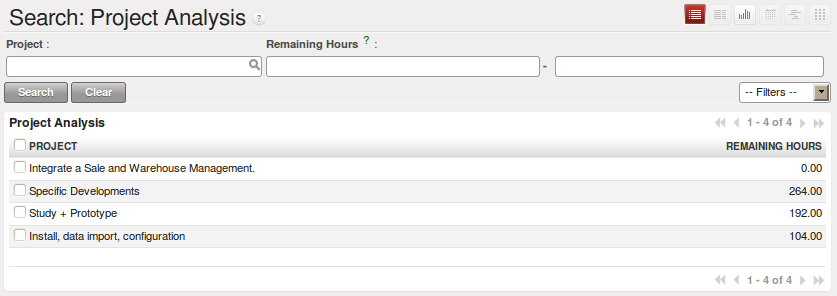 Search: Project Analysis ?
Project : Remaining Hours ? :
-
Search Clear -- Filters --
Project Analysis 1 - 4 of 4
PROJECT REMAINING HOURS
Integrate a Sale and Warehouse Management. 0.00
Specific Developments 264.00
Study + Prototype 192.00
Install, data import, configuration 104.00
1 - 4 of 4